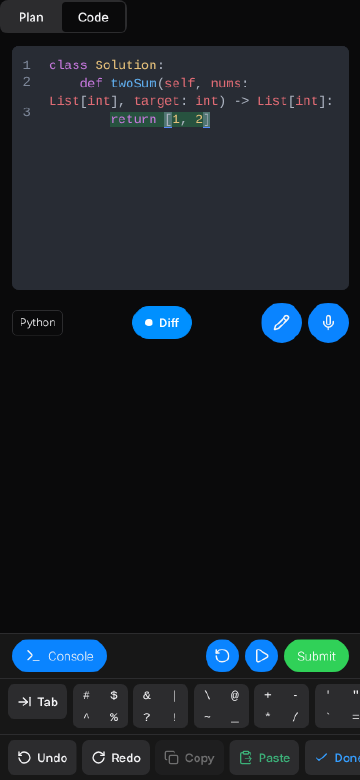 Plan Code
1 class Solution:
2 def twoSum(self, nums:
List[int], target: int) -> List[int]:
3 return [1, 2]
Python Diff
Console Submit
Tab # $ & | \ @ + - ' "
^ % ? ! ~ _ * / ` =
Undo Redo Copy Paste Done